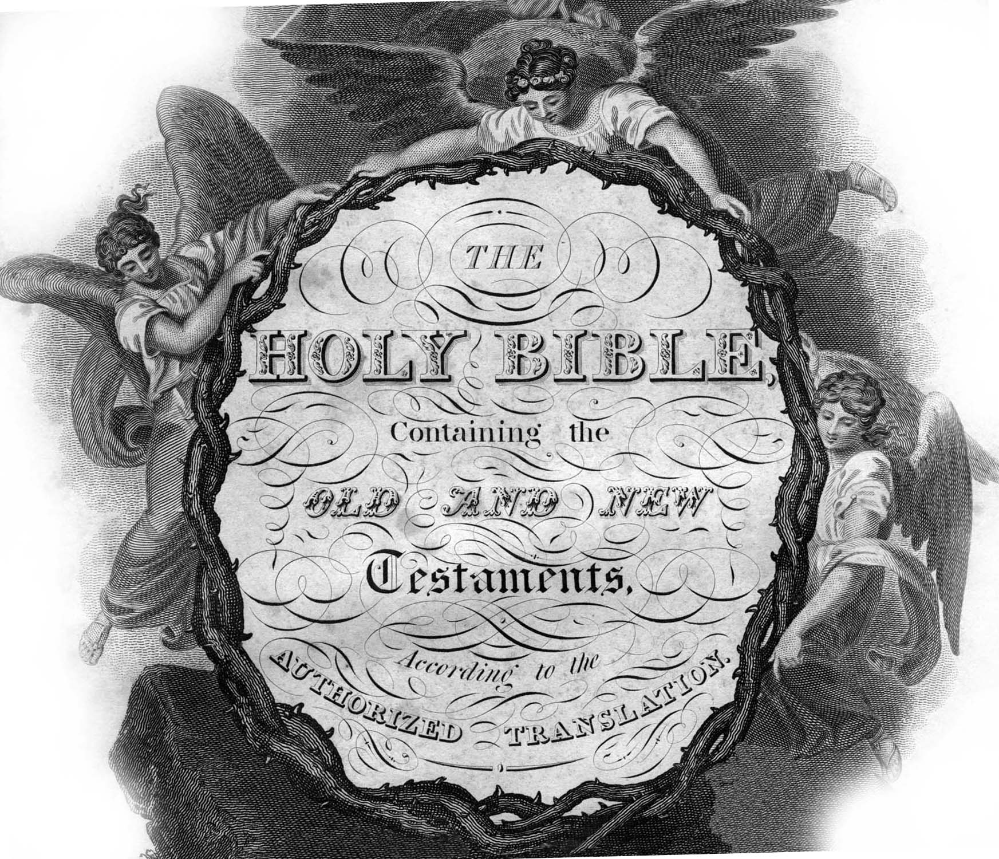 THE
HOLY BIBLE,
Containing the
OLD AND NEW
Testaments,
According to the
AUTHORIZED TRANSLATION.